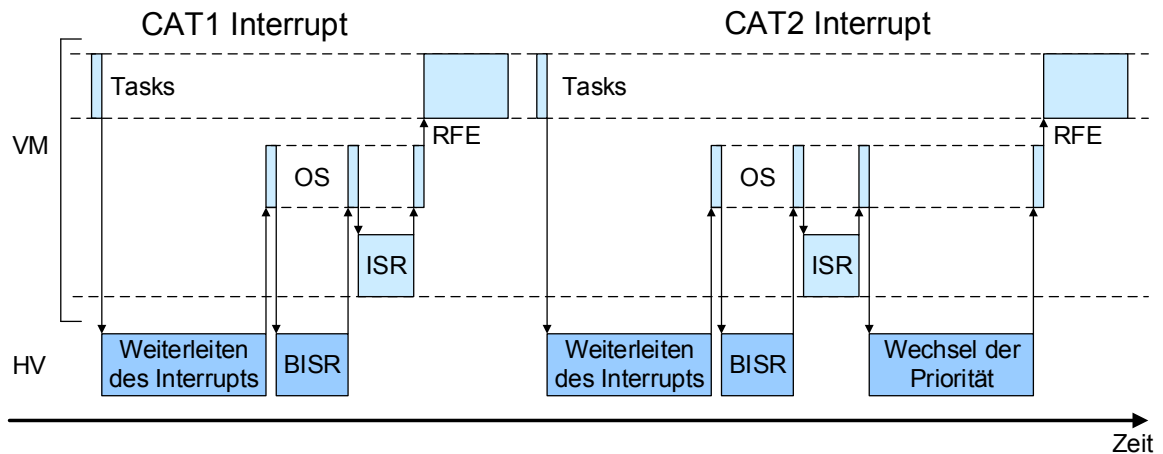 CAT1 Interrupt
CAT2 Interrupt
Tasks
Tasks
VM
RFE
RFE
OS
OS
ISR
ISR
HV
Weiterleiten
des Interrupts
BISR
Weiterleiten
des Interrupts
BISR
Wechsel der
Priorität
Zeit